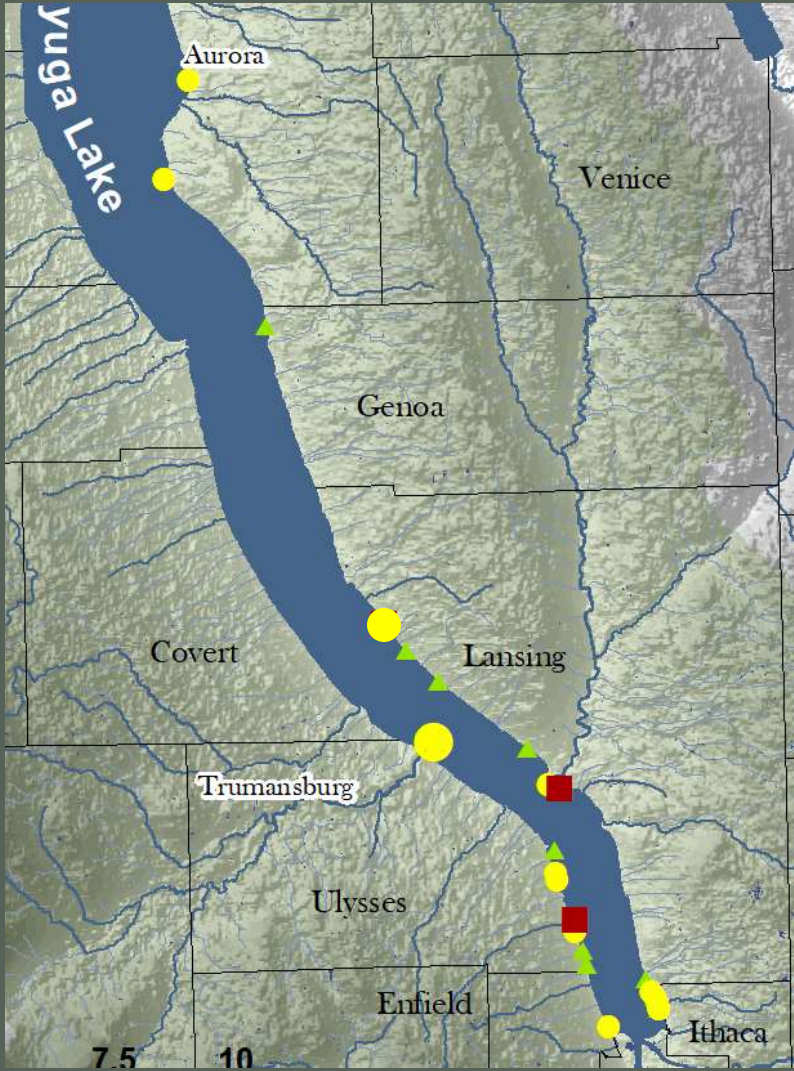 Aurora
yuga Lake
Venice
Genoa
Covert
Lansing
Trumansburg
Ulysses
Enfield
Ithaca
7.5 10